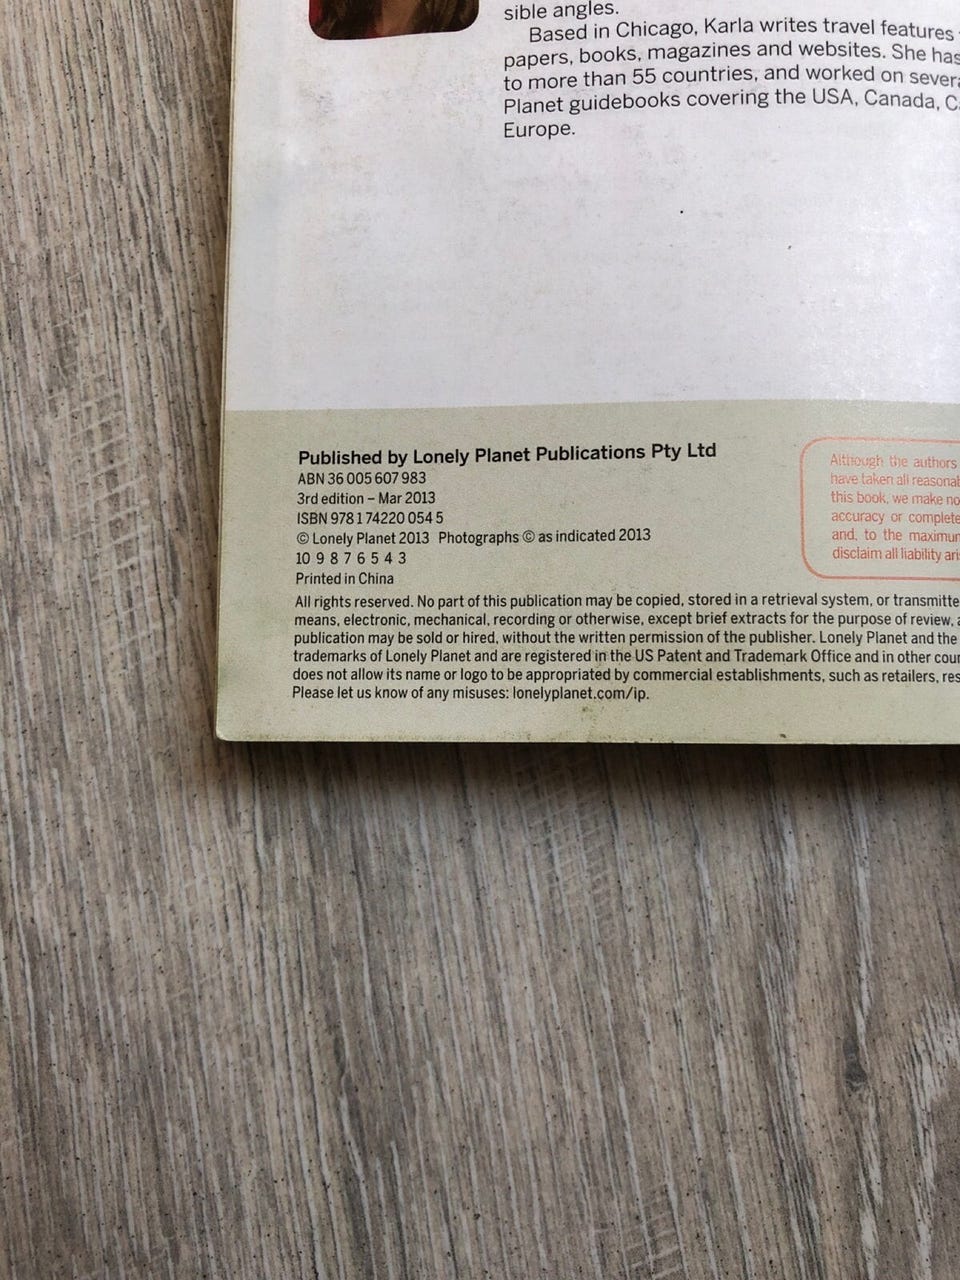 sible angles.
Based in Chicago, Karla writes travel features
papers, books, magazines and websites. She has
to more than 55 countries, and worked on sever
Planet guidebooks covering the USA, Canada, C
Europe.
Published by Lonely Planet Publications Pty Ltd
ABN 36 005 607 983
3rd edition – Mar 2013
ISBN 978 1 74220 054 5
© Lonely Planet 2013 Photographs © as indicated 2013
10 9 8 7 6 5 4 3
Printed in China
All rights reserved. No part of this publication may be copied, stored in a retrieval system, or transmitte
means, electronic, mechanical, recording or otherwise, except brief extracts for the purpose of review, a
publication may be sold or hired, without the written permission of the publisher. Lonely Planet and the
trademarks of Lonely Planet and are registered in the US Patent and Trademark Office and in other cour
does not allow its name or logo to be appropriated by commercial establishments, such as retailers, res
Please let us know of any misuses: lonelyplanet.com/ip.
Although the authors
have taken all reasonal
this book, we make no
accuracy or complete
and, to the maximum
disclaim all liability ari